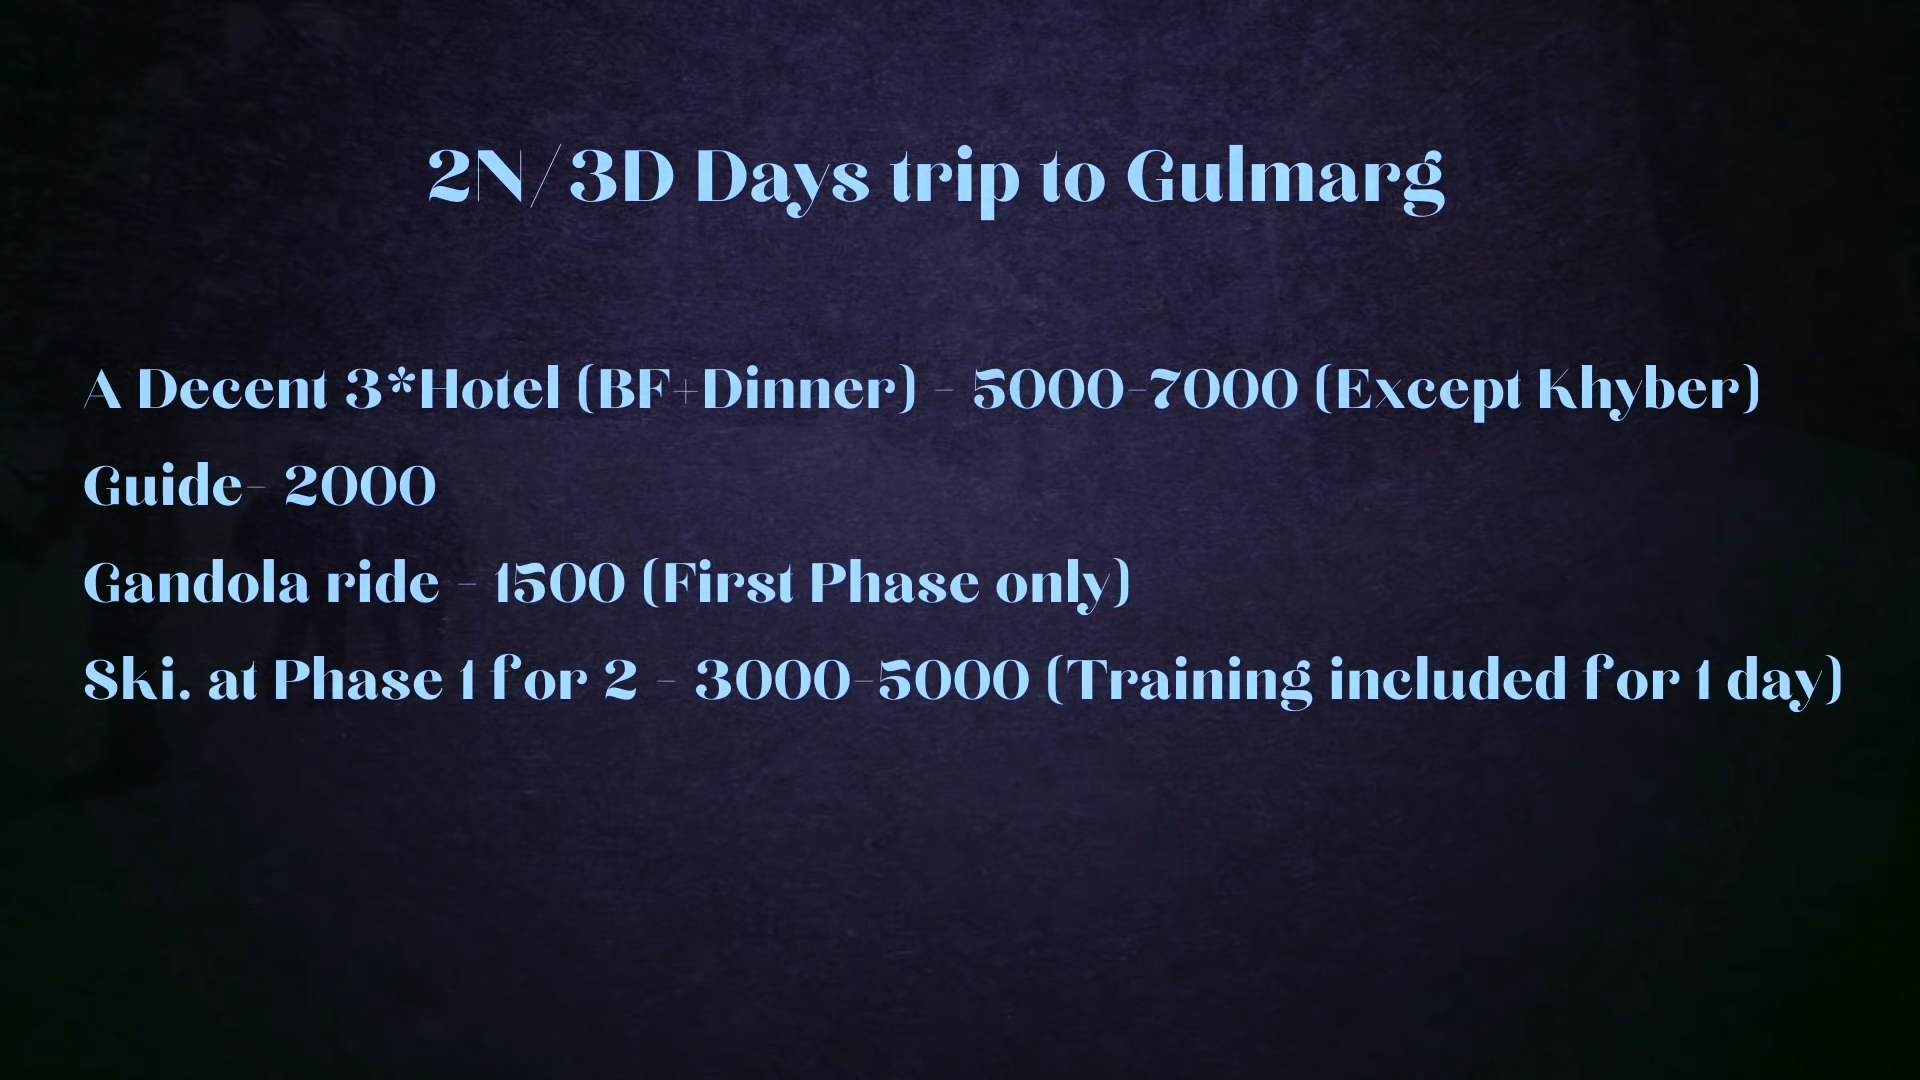 2N/3D Days trip to Gulmarg
A Decent 3*Hotel (BF+Dinner) - 5000-7000 (Except Khyber)
Guide- 2000
Gandola ride - 1500 (First Phase only)
Ski. at Phase 1 for 2 - 3000-5000 (Training included for 1 day)